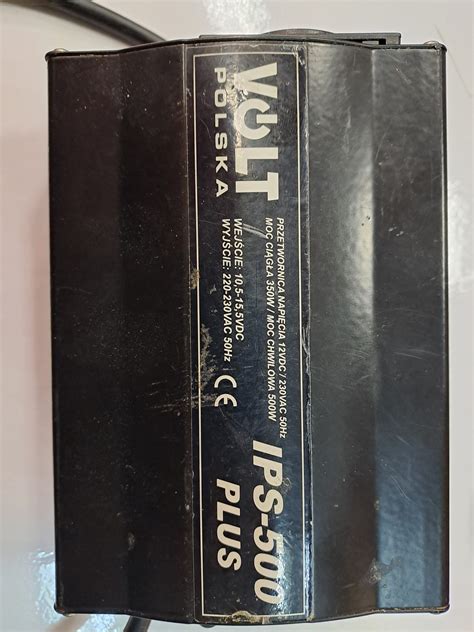 VOLT
POLSKA
PRZETWORNICA NAPIĘCIA 12VDC / 230VAC 50Hz
MOC CIĄGŁA 350W / MOC CHWILOWA 500W
WEJŚCIE: 10,5-15,5VDC
WYJŚCIE: 220-230VAC 50Hz
CE
IPS-500
PLUS